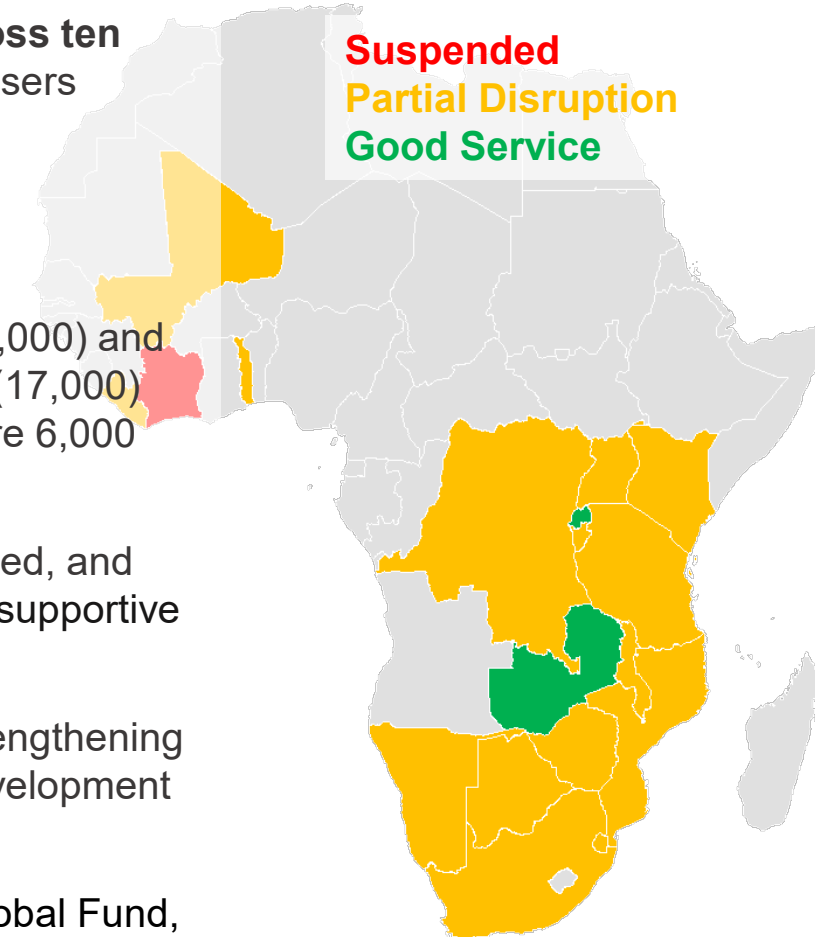 oss ten
sers
Suspended
Partial Disruption
Good Service
,000) and
(17,000)
re 6,000
ed, and
supportive
engthening
velopment
obal Fund,